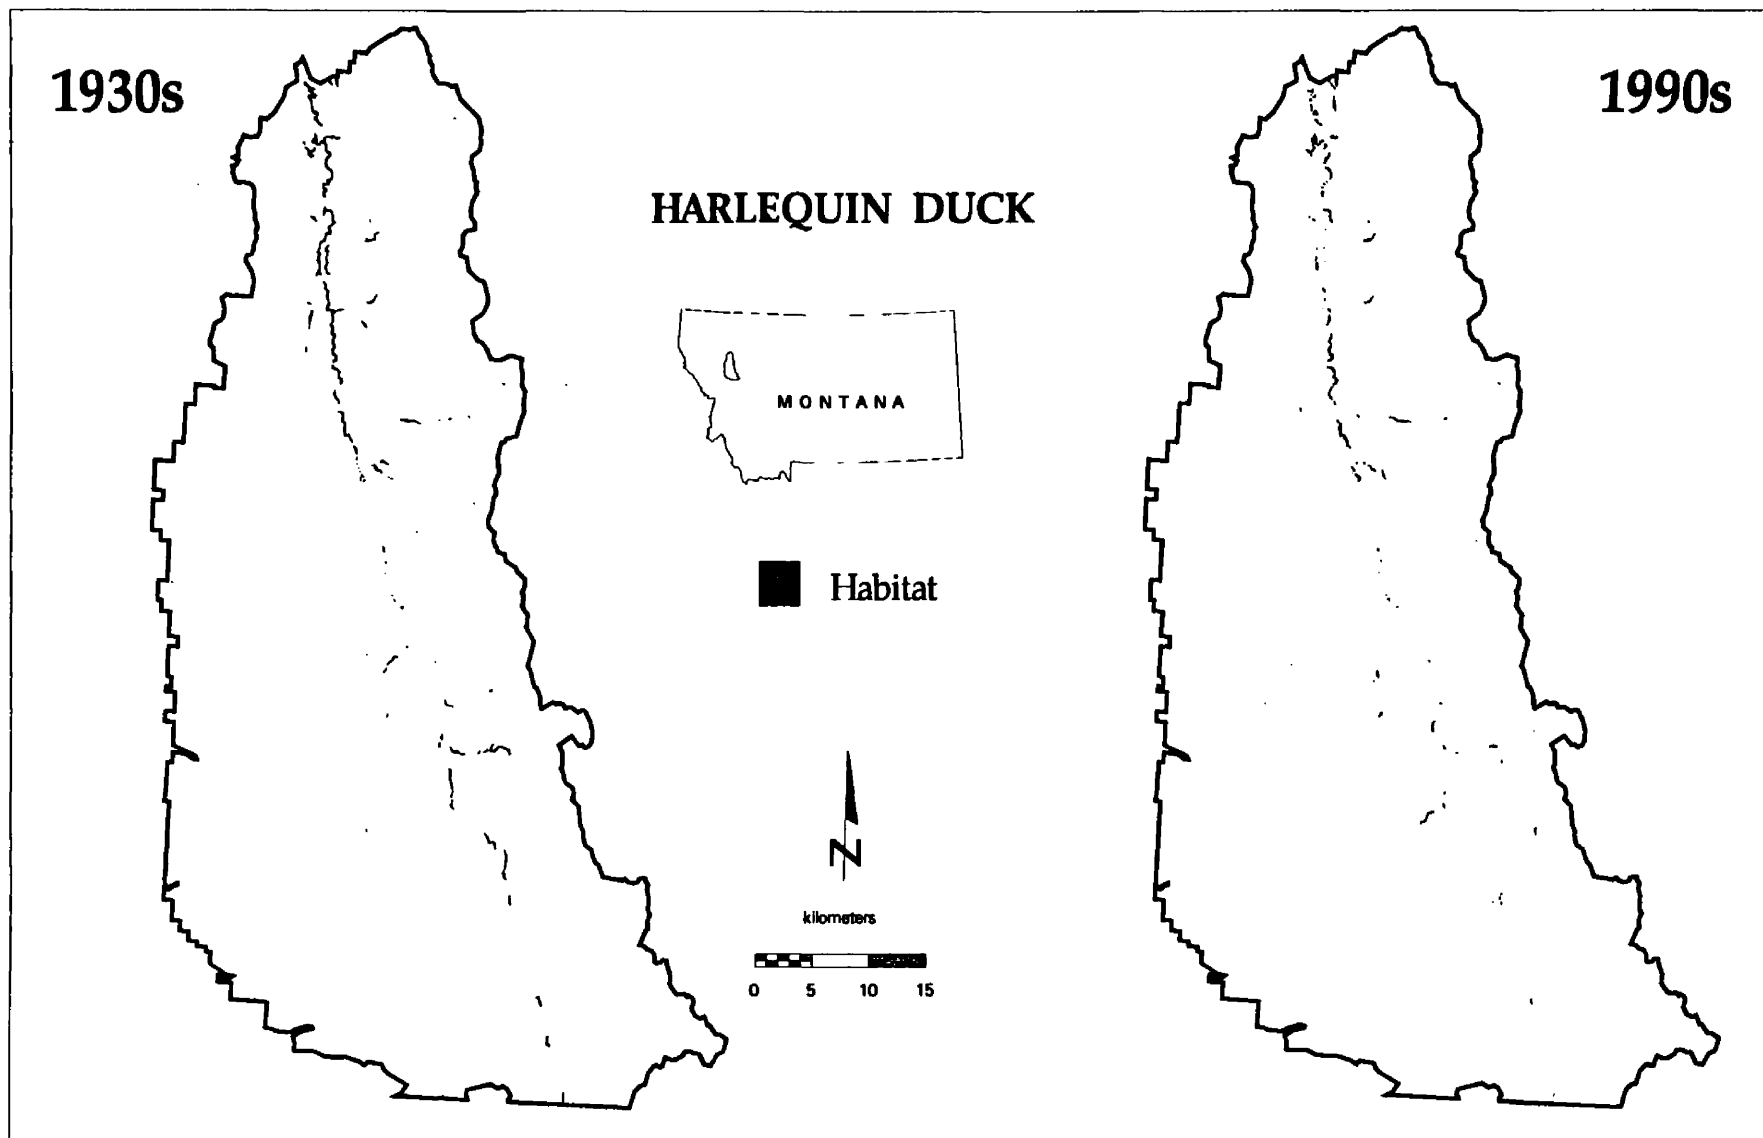 1930s
1990s
HARLEQUIN DUCK
MONTANA
Habitat
N
kilometers
0 5 10 15